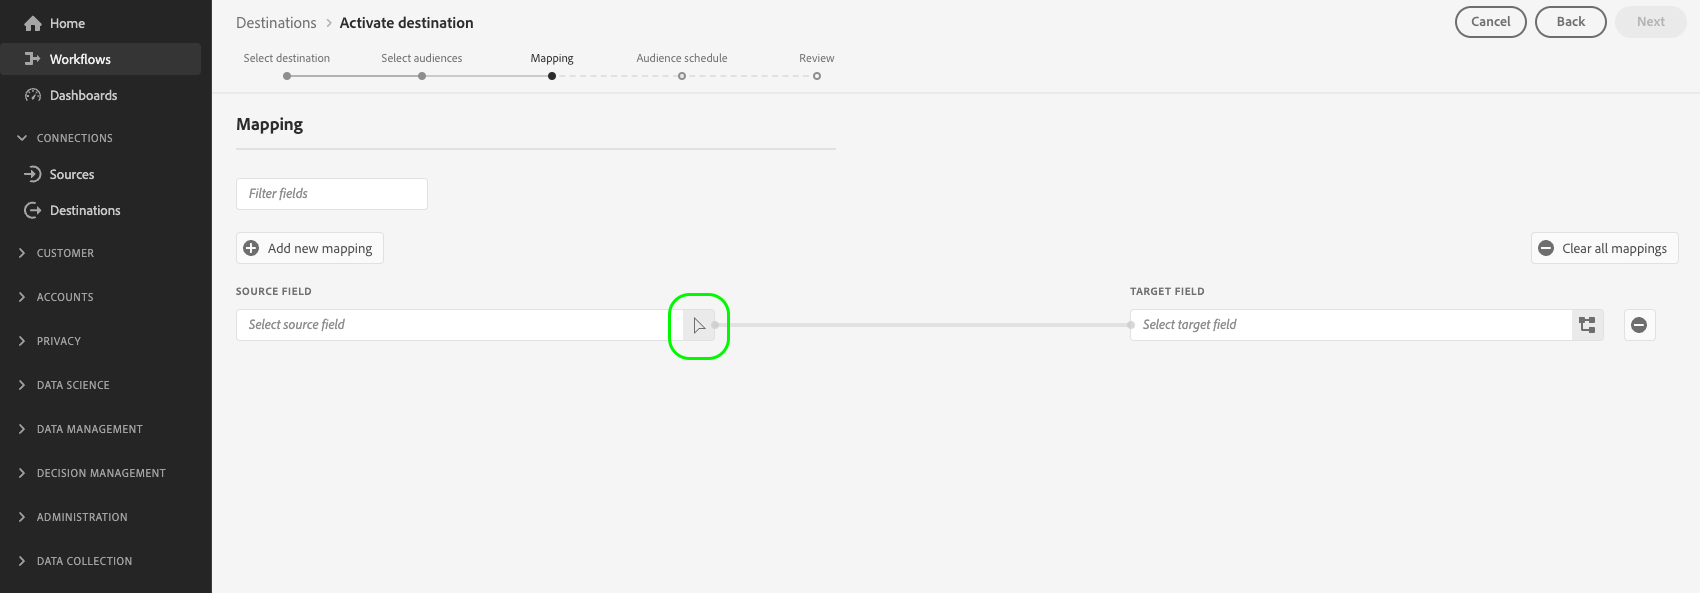 Home
Workflows
Dashboards
CONNECTIONS
Sources
Destinations
CUSTOMER
ACCOUNTS
PRIVACY
DATA SCIENCE
DATA MANAGEMENT
DECISION MANAGEMENT
ADMINISTRATION
DATA COLLECTION
Destinations > Activate destination
Cancel Back Next
Select destination Select audiences Mapping Audience schedule Review
Mapping
Filter fields
Add new mapping Clear all mappings
SOURCE FIELD TARGET FIELD
Select source field Select target field